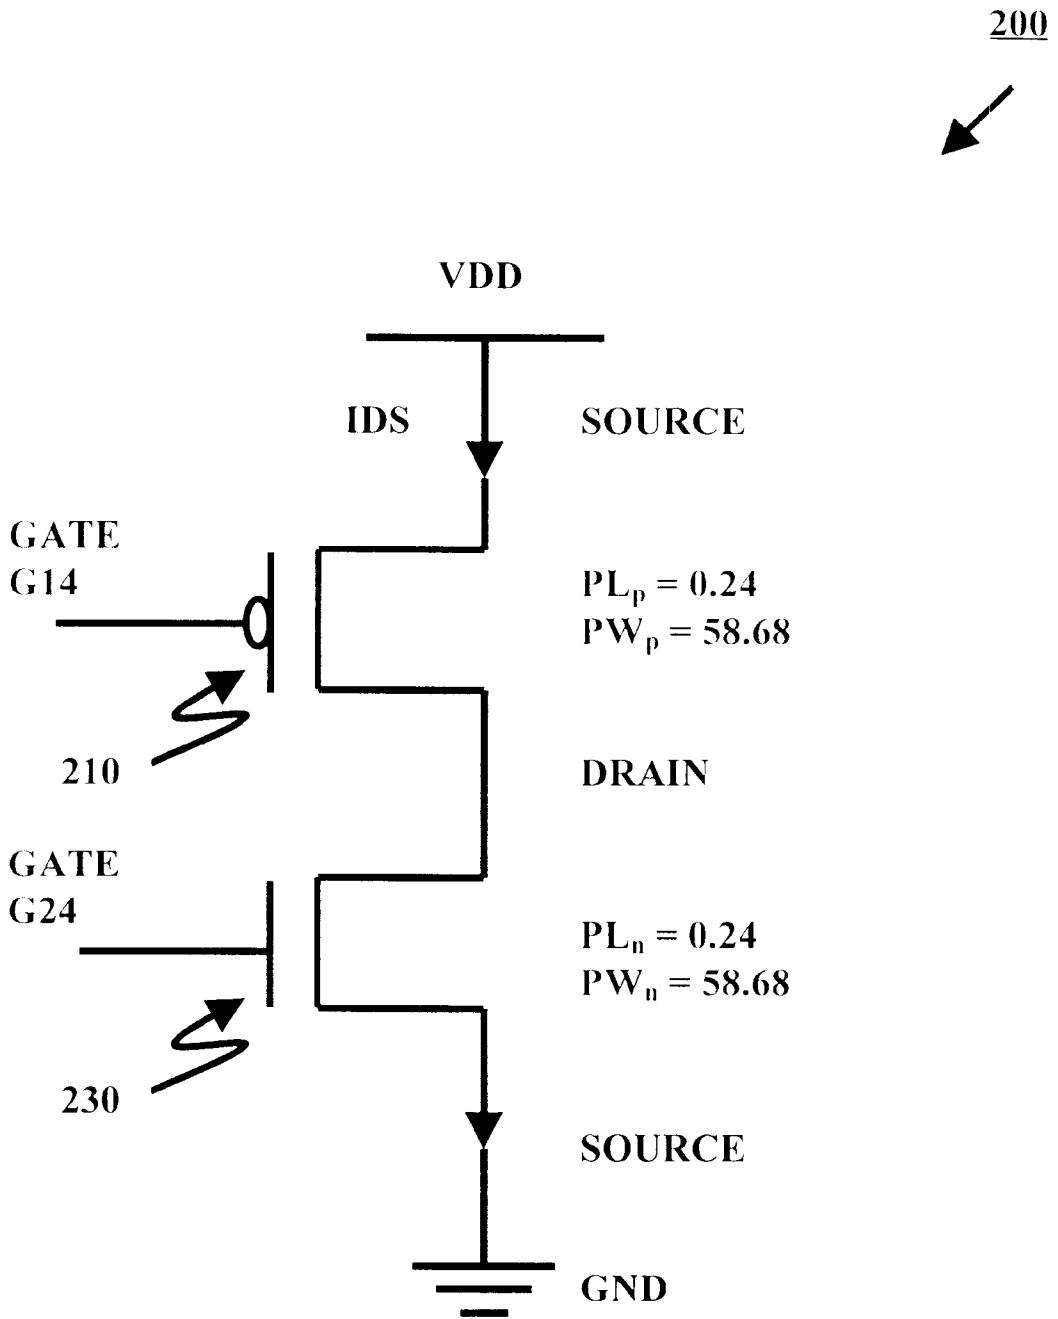 200
VDD
IDS
SOURCE
GATE
G14
PLp = 0.24
PWp = 58.68
210
DRAIN
GATE
G24
PLn = 0.24
PWn = 58.68
230
SOURCE
GND